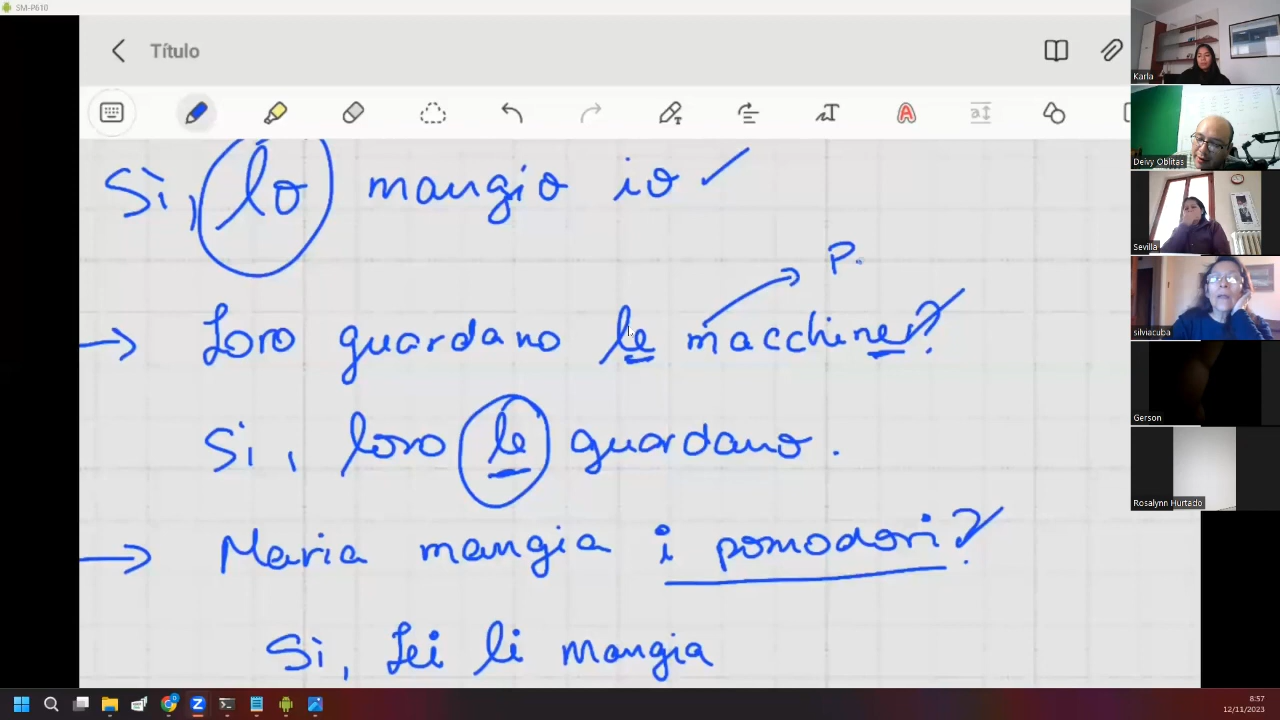 SM-P610
Título
Sì, lo mangio io ✓
P.
→ Loro guardano le macchine?
Si, loro le guardano.
→ Maria mangia i pomodori?
Si, Lei li mangia
Karla
Deivy Oblitas
Sevilla
silviacuba
Gerson
Rosalynn Hurtado
8:57
12/11/2023